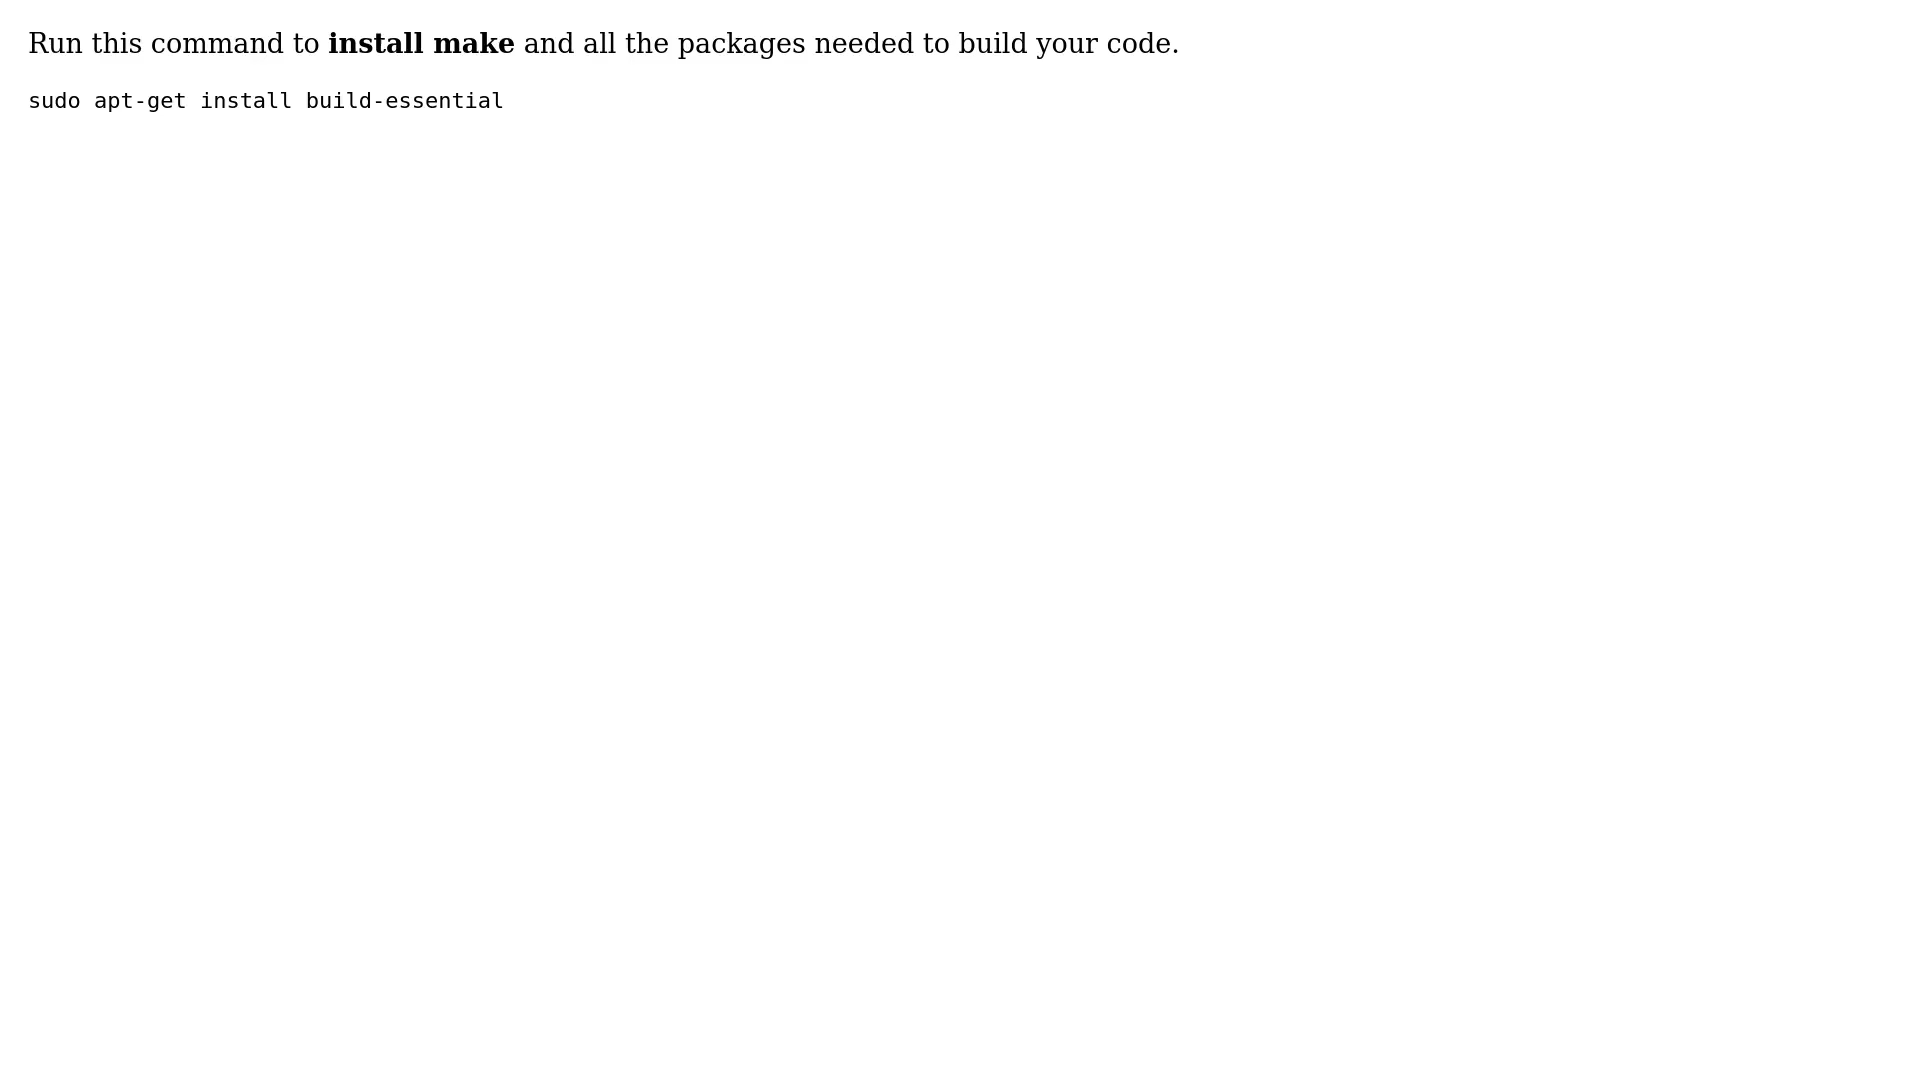 Run this command to install make and all the packages needed to build your code.
sudo apt-get install build-essential